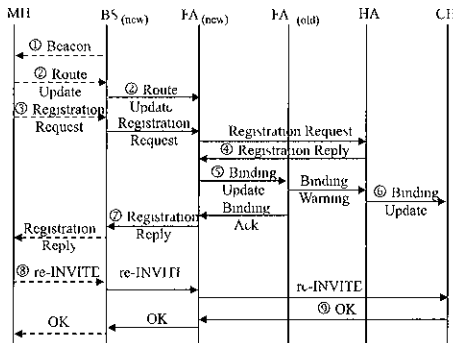 MH BS (new) FA (new) FA (old) HA CH
① Beacon
② Route
Update
② Route
Update
③ Registration
Request
Registration
Request
Registration Request
④ Registration Reply
⑤ Binding
Update
Binding
Warning
⑥ Binding
Update
Binding
Ack
⑦ Registration
Reply
Registration
Reply
⑧ re-INVITE
re-INVITE
re-INVITE
⑨ OK
OK
OK